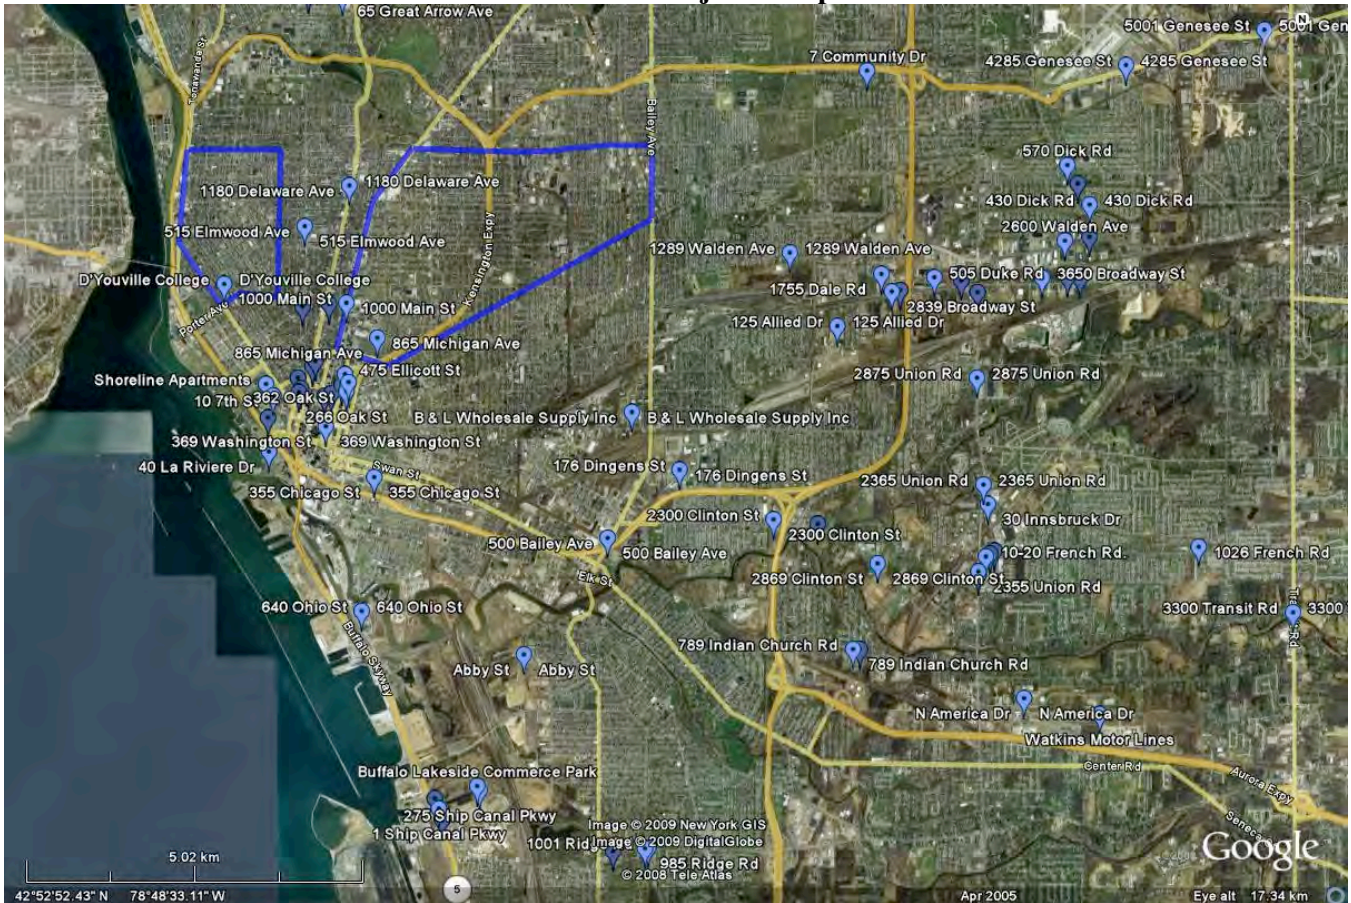 65 Great Arrow Ave
5001 Genesee St
5001 Gen
N
Tonawanda St
7 Community Dr
4285 Genesee St
4285 Genesee St
Bailey Ave
570 Dick Rd
1180 Delaware Ave
1180 Delaware Ave
430 Dick Rd
430 Dick Rd
515 Elmwood Ave
515 Elmwood Ave
2600 Walden Ave
1289 Walden Ave
1289 Walden Ave
Kensington Expy
D'Youville College
D'Youville College
505 Duke Rd
3650 Broadway St
1755 Dale Rd
1000 Main St
1000 Main St
2839 Broadway St
Porter Ave
125 Allied Dr
125 Allied Dr
865 Michigan Ave
865 Michigan Ave
475 Ellicott St
2875 Union Rd
2875 Union Rd
Shoreline Apartments
10 7th St
362 Oak St
266 Oak St
B & L Wholesale Supply Inc
B & L Wholesale Supply Inc
369 Washington St
369 Washington St
40 La Riviere Dr
Swan St
176 Dingens St
176 Dingens St
355 Chicago St
355 Chicago St
2365 Union Rd
2365 Union Rd
2300 Clinton St
2300 Clinton St
30 Innsbruck Dr
500 Bailey Ave
500 Bailey Ave
10-20 French Rd.
1026 French Rd
Elk St
2869 Clinton St
2869 Clinton St
2355 Union Rd
640 Ohio St
640 Ohio St
3300 Transit Rd
3300
Buffalo Skyway
789 Indian Church Rd
789 Indian Church Rd
Abby St
Abby St
N America Dr
N America Dr
Watkins Motor Lines
Center Rd
Aurora Expy
Buffalo Lakeside Commerce Park
275 Ship Canal Pkwy
1 Ship Canal Pkwy
Image © 2009 New York GIS
Image © 2009 DigitalGlobe
1001 Rid
985 Ridge Rd
© 2008 Tele Atlas
Seneca
Google
5.02 km
5
42°52'52.43" N 78°48'33.11" W
Apr 2005
Eye alt 17.34 km